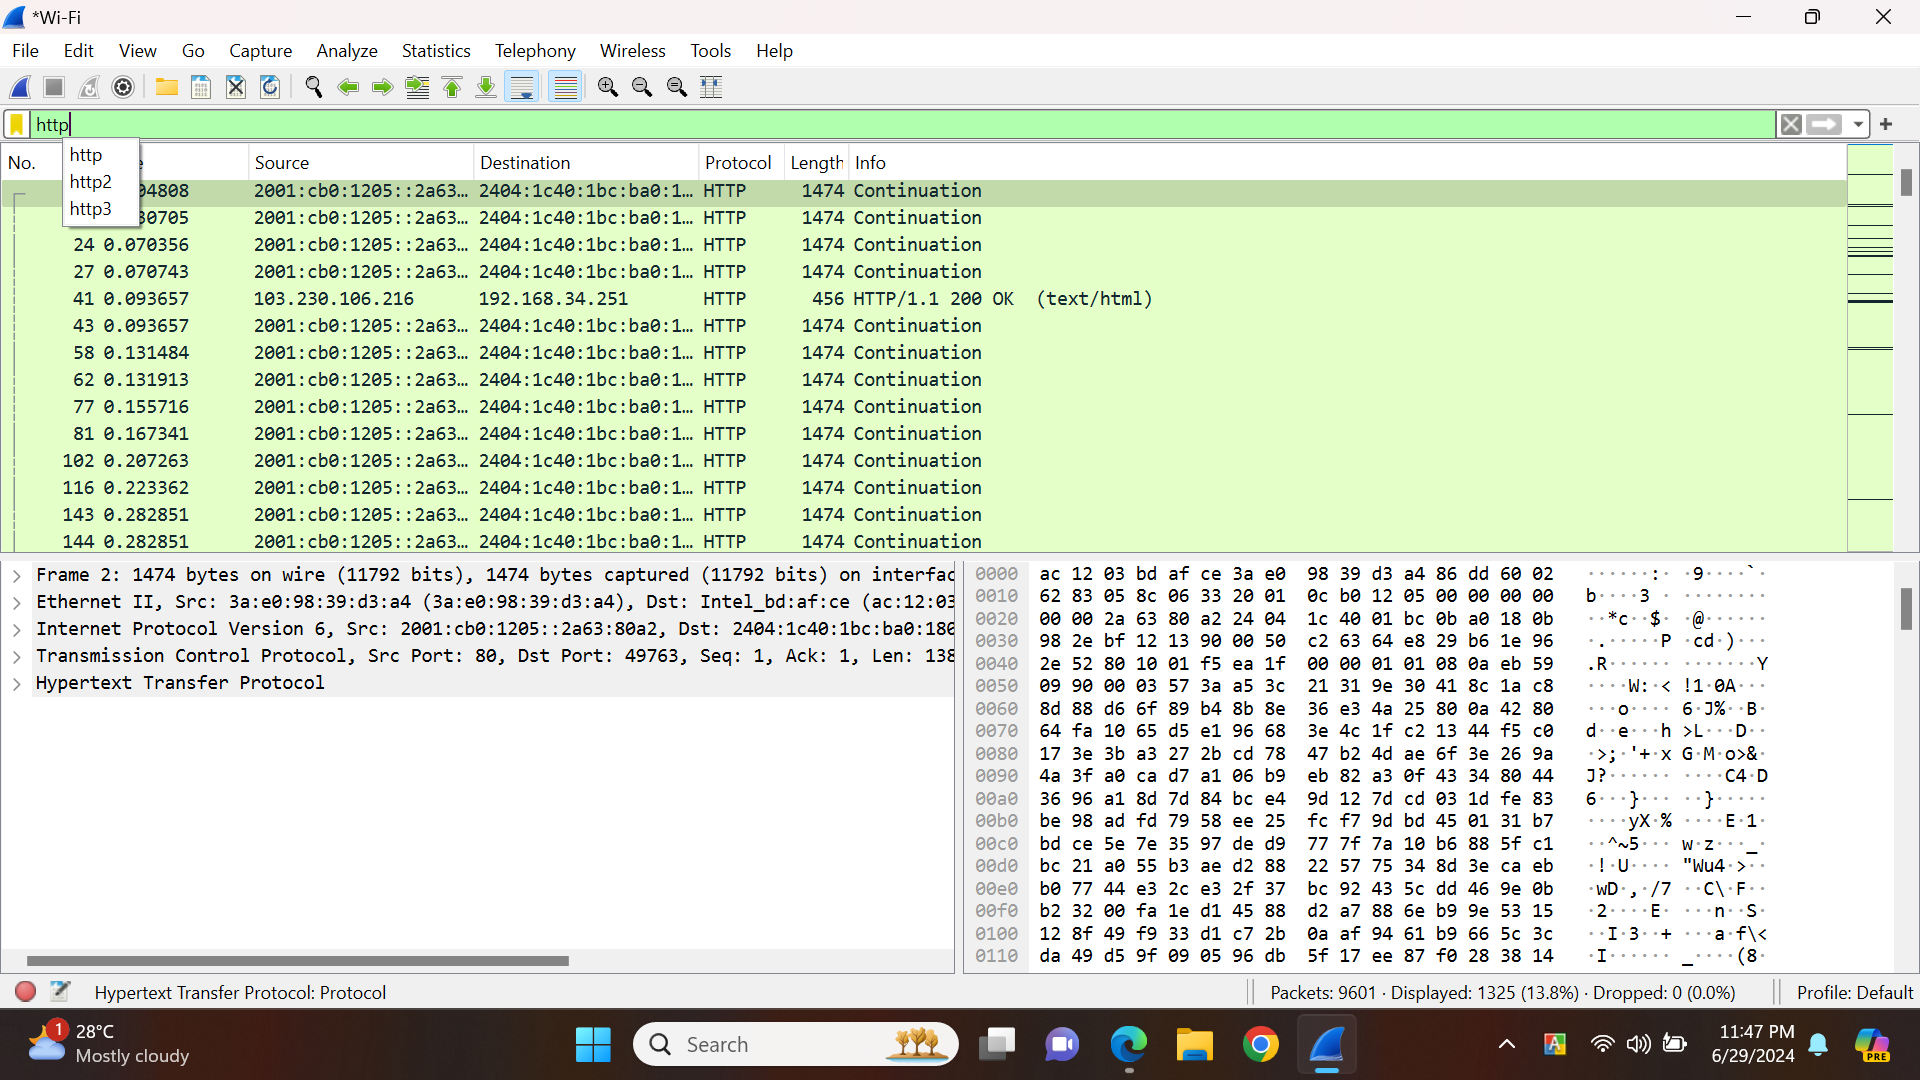 *Wi-Fi
File Edit View Go Capture Analyze Statistics Telephony Wireless Tools Help
http
http
http2
http3
No. Source Destination Protocol Length Info
04808 2001:cb0:1205::2a63… 2404:1c40:1bc:ba0:1… HTTP 1474 Continuation
30705 2001:cb0:1205::2a63… 2404:1c40:1bc:ba0:1… HTTP 1474 Continuation
24 0.070356 2001:cb0:1205::2a63… 2404:1c40:1bc:ba0:1… HTTP 1474 Continuation
27 0.070743 2001:cb0:1205::2a63… 2404:1c40:1bc:ba0:1… HTTP 1474 Continuation
41 0.093657 103.230.106.216 192.168.34.251 HTTP 456 HTTP/1.1 200 OK (text/html)
43 0.093657 2001:cb0:1205::2a63… 2404:1c40:1bc:ba0:1… HTTP 1474 Continuation
58 0.131484 2001:cb0:1205::2a63… 2404:1c40:1bc:ba0:1… HTTP 1474 Continuation
62 0.131913 2001:cb0:1205::2a63… 2404:1c40:1bc:ba0:1… HTTP 1474 Continuation
77 0.155716 2001:cb0:1205::2a63… 2404:1c40:1bc:ba0:1… HTTP 1474 Continuation
81 0.167341 2001:cb0:1205::2a63… 2404:1c40:1bc:ba0:1… HTTP 1474 Continuation
102 0.207263 2001:cb0:1205::2a63… 2404:1c40:1bc:ba0:1… HTTP 1474 Continuation
116 0.223362 2001:cb0:1205::2a63… 2404:1c40:1bc:ba0:1… HTTP 1474 Continuation
143 0.282851 2001:cb0:1205::2a63… 2404:1c40:1bc:ba0:1… HTTP 1474 Continuation
144 0.282851 2001:cb0:1205::2a63… 2404:1c40:1bc:ba0:1… HTTP 1474 Continuation
Frame 2: 1474 bytes on wire (11792 bits), 1474 bytes captured (11792 bits) on interfac
Ethernet II, Src: 3a:e0:98:39:d3:a4 (3a:e0:98:39:d3:a4), Dst: Intel_bd:af:ce (ac:12:03
Internet Protocol Version 6, Src: 2001:cb0:1205::2a63:80a2, Dst: 2404:1c40:1bc:ba0:180
Transmission Control Protocol, Src Port: 80, Dst Port: 49763, Seq: 1, Ack: 1, Len: 138
Hypertext Transfer Protocol
0000 ac 12 03 bd af ce 3a e0 98 39 d3 a4 86 dd 60 02 ······:· ·9····`·
0010 62 83 05 8c 06 33 20 01 0c b0 12 05 00 00 00 00 b····3 · ········
0020 00 00 2a 63 80 a2 24 04 1c 40 01 bc 0b a0 18 0b ··*c··$· ·@······
0030 98 2e bf 12 13 90 00 50 c2 63 64 e8 29 b6 1e 96 ·.·····P ·cd·)···
0040 2e 52 80 10 01 f5 ea 1f 00 00 01 01 08 0a eb 59 .R······ ·······Y
0050 09 90 00 03 57 3a a5 3c 21 31 9e 30 41 8c 1a c8 ····W:·< !1·0A···
0060 8d 88 d6 6f 89 b4 8b 8e 36 e3 4a 25 80 0a 42 80 ···o···· 6·J%··B·
0070 64 fa 10 65 d5 e1 96 68 3e 4c 1f c2 13 44 f5 c0 d··e···h >L···D··
0080 17 3e 3b a3 27 2b cd 78 47 b2 4d ae 6f 3e 26 9a ·>;·'+·x G·M·o>&·
0090 4a 3f a0 ca d7 a1 06 b9 eb 82 a3 0f 43 34 80 44 J?······ ····C4·D
00a0 36 96 a1 8d 7d 84 bc e4 9d 12 7d cd 03 1d fe 83 6···}··· ··}·····
00b0 be 98 ad fd 79 58 ee 25 fc f7 9d bd 45 01 31 b7 ····yX·% ····E·1·
00c0 bd ce 5e 7e 35 97 de d9 77 7f 7a 10 b6 88 5f c1 ··^~5··· w·z···_·
00d0 bc 21 a0 55 b3 ae d2 88 22 57 75 34 8d 3e ca eb ·!·U···· "Wu4·>··
00e0 b0 77 44 e3 2c e3 2f 37 bc 92 43 5c dd 46 9e 0b ·wD·,·/7 ··C\·F··
00f0 b2 32 00 fa 1e d1 45 88 d2 a7 88 6e b9 9e 53 15 ·2····E· ···n··S·
0100 12 8f 49 f9 33 d1 c7 2b 0a af 94 61 b9 66 5c 3c ··I·3··+ ···a·f\<
0110 da 49 d5 9f 09 05 96 db 5f 17 ee 87 f0 28 38 14 ·I······ _····(8·
Hypertext Transfer Protocol: Protocol
Packets: 9601 · Displayed: 1325 (13.8%) · Dropped: 0 (0.0%)
Profile: Default
1
28°C
Mostly cloudy
Search
A
11:47 PM
6/29/2024
PRE